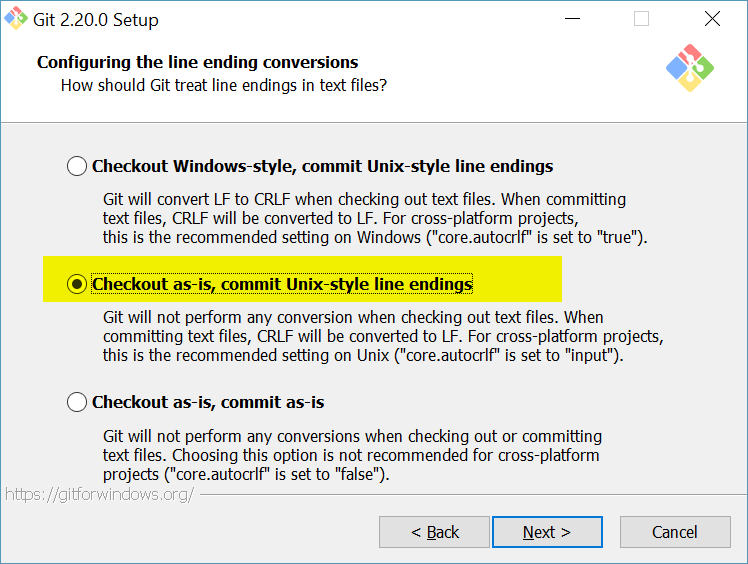 Git 2.20.0 Setup
Configuring the line ending conversions
How should Git treat line endings in text files?
Checkout Windows-style, commit Unix-style line endings
Git will convert LF to CRLF when checking out text files. When committing
text files, CRLF will be converted to LF. For cross-platform projects,
this is the recommended setting on Windows ("core.autocrlf" is set to "true").
Checkout as-is, commit Unix-style line endings
Git will not perform any conversion when checking out text files. When
committing text files, CRLF will be converted to LF. For cross-platform projects,
this is the recommended setting on Unix ("core.autocrlf" is set to "input").
Checkout as-is, commit as-is
Git will not perform any conversions when checking out or committing
text files. Choosing this option is not recommended for cross-platform
projects ("core.autocrlf" is set to "false").
https://gitforwindows.org/
< Back Next > Cancel